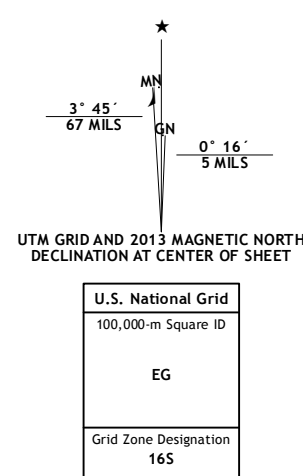 ★
MN
3° 45´
67 MILS
GN
0° 16´
5 MILS
UTM GRID AND 2013 MAGNETIC NORTH
DECLINATION AT CENTER OF SHEET
U.S. National Grid
100,000-m Square ID
EG
Grid Zone Designation
16S